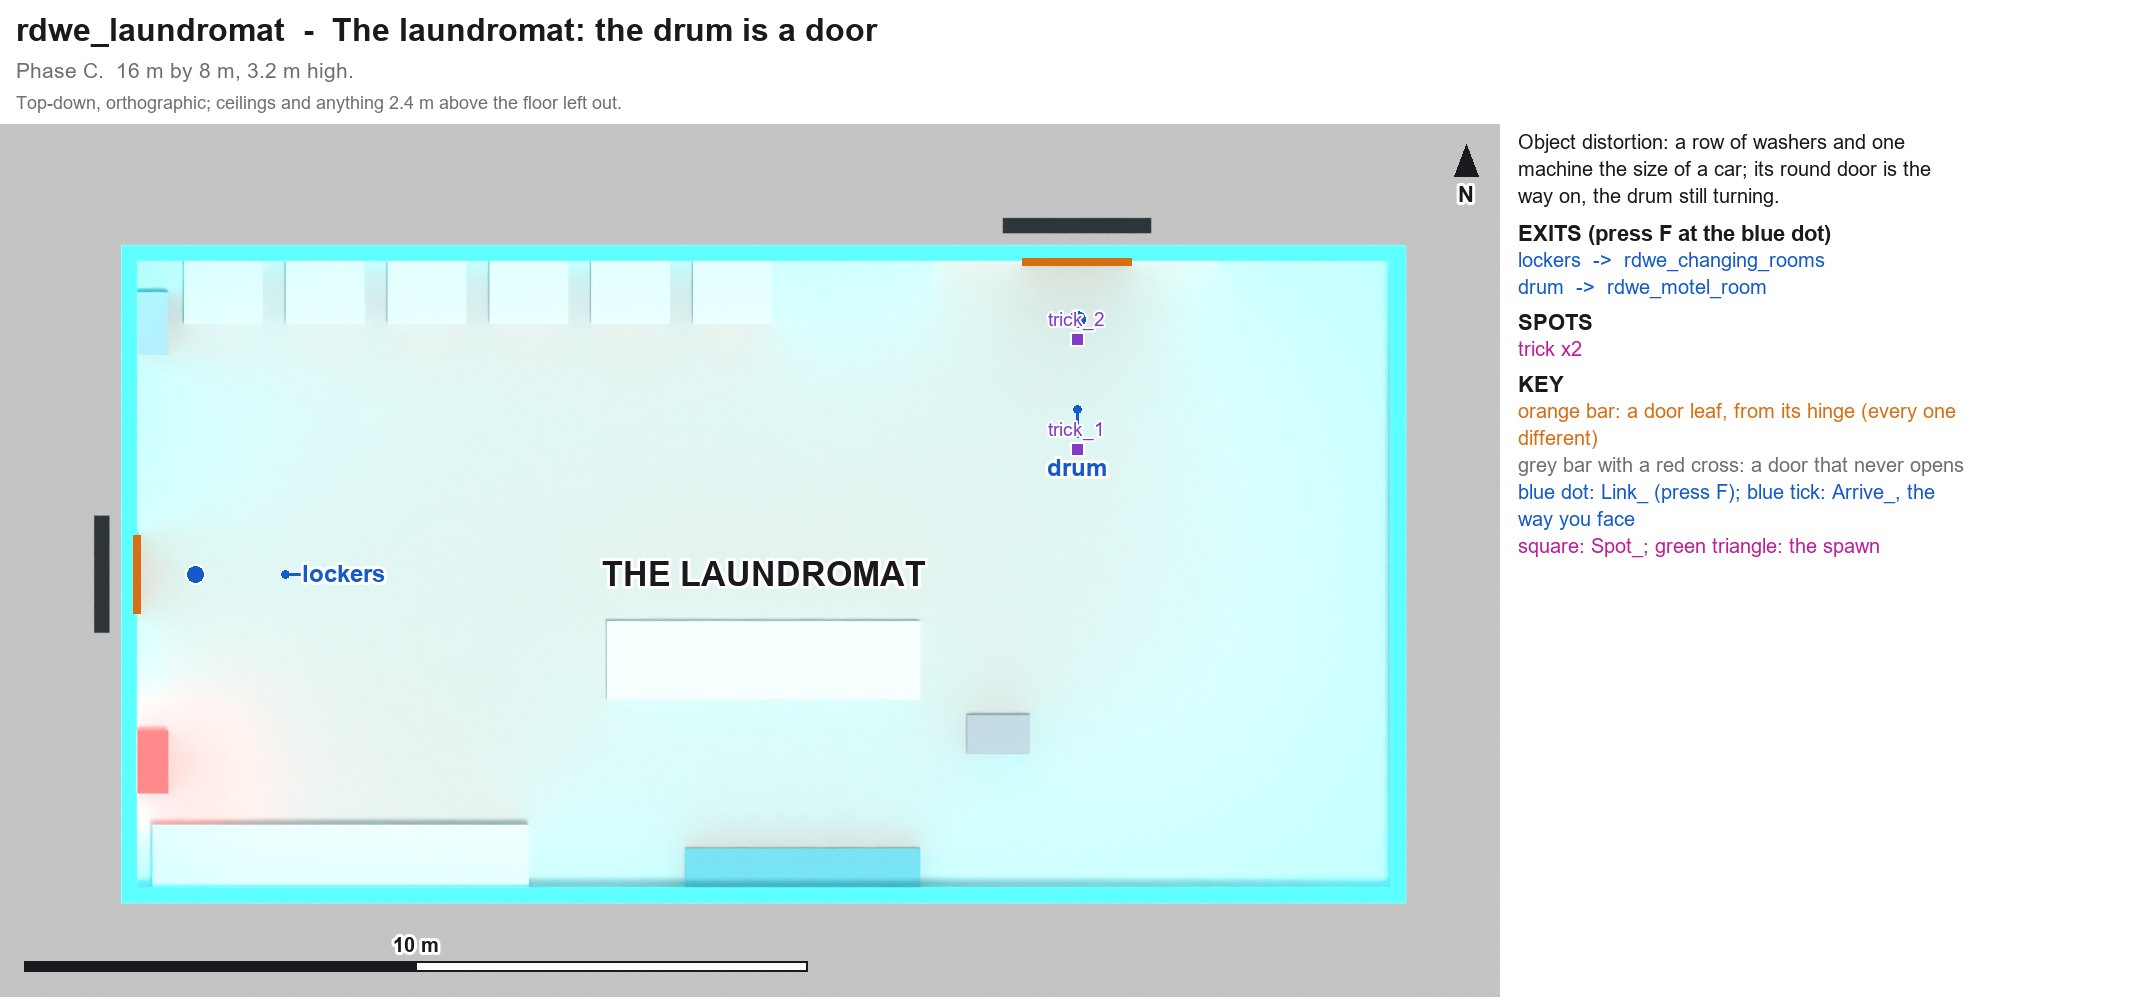 rdwe_laundromat - The laundromat: the drum is a door
Phase C. 16 m by 8 m, 3.2 m high.
Top-down, orthographic; ceilings and anything 2.4 m above the floor left out.
N
trick_2
trick_1
drum
lockers
THE LAUNDROMAT
10 m
Object distortion: a row of washers and one
machine the size of a car; its round door is the
way on, the drum still turning.
EXITS (press F at the blue dot)
lockers -> rdwe_changing_rooms
drum -> rdwe_motel_room
SPOTS
trick x2
KEY
orange bar: a door leaf, from its hinge (every one
different)
grey bar with a red cross: a door that never opens
blue dot: Link_ (press F); blue tick: Arrive_, the
way you face
square: Spot_; green triangle: the spawn